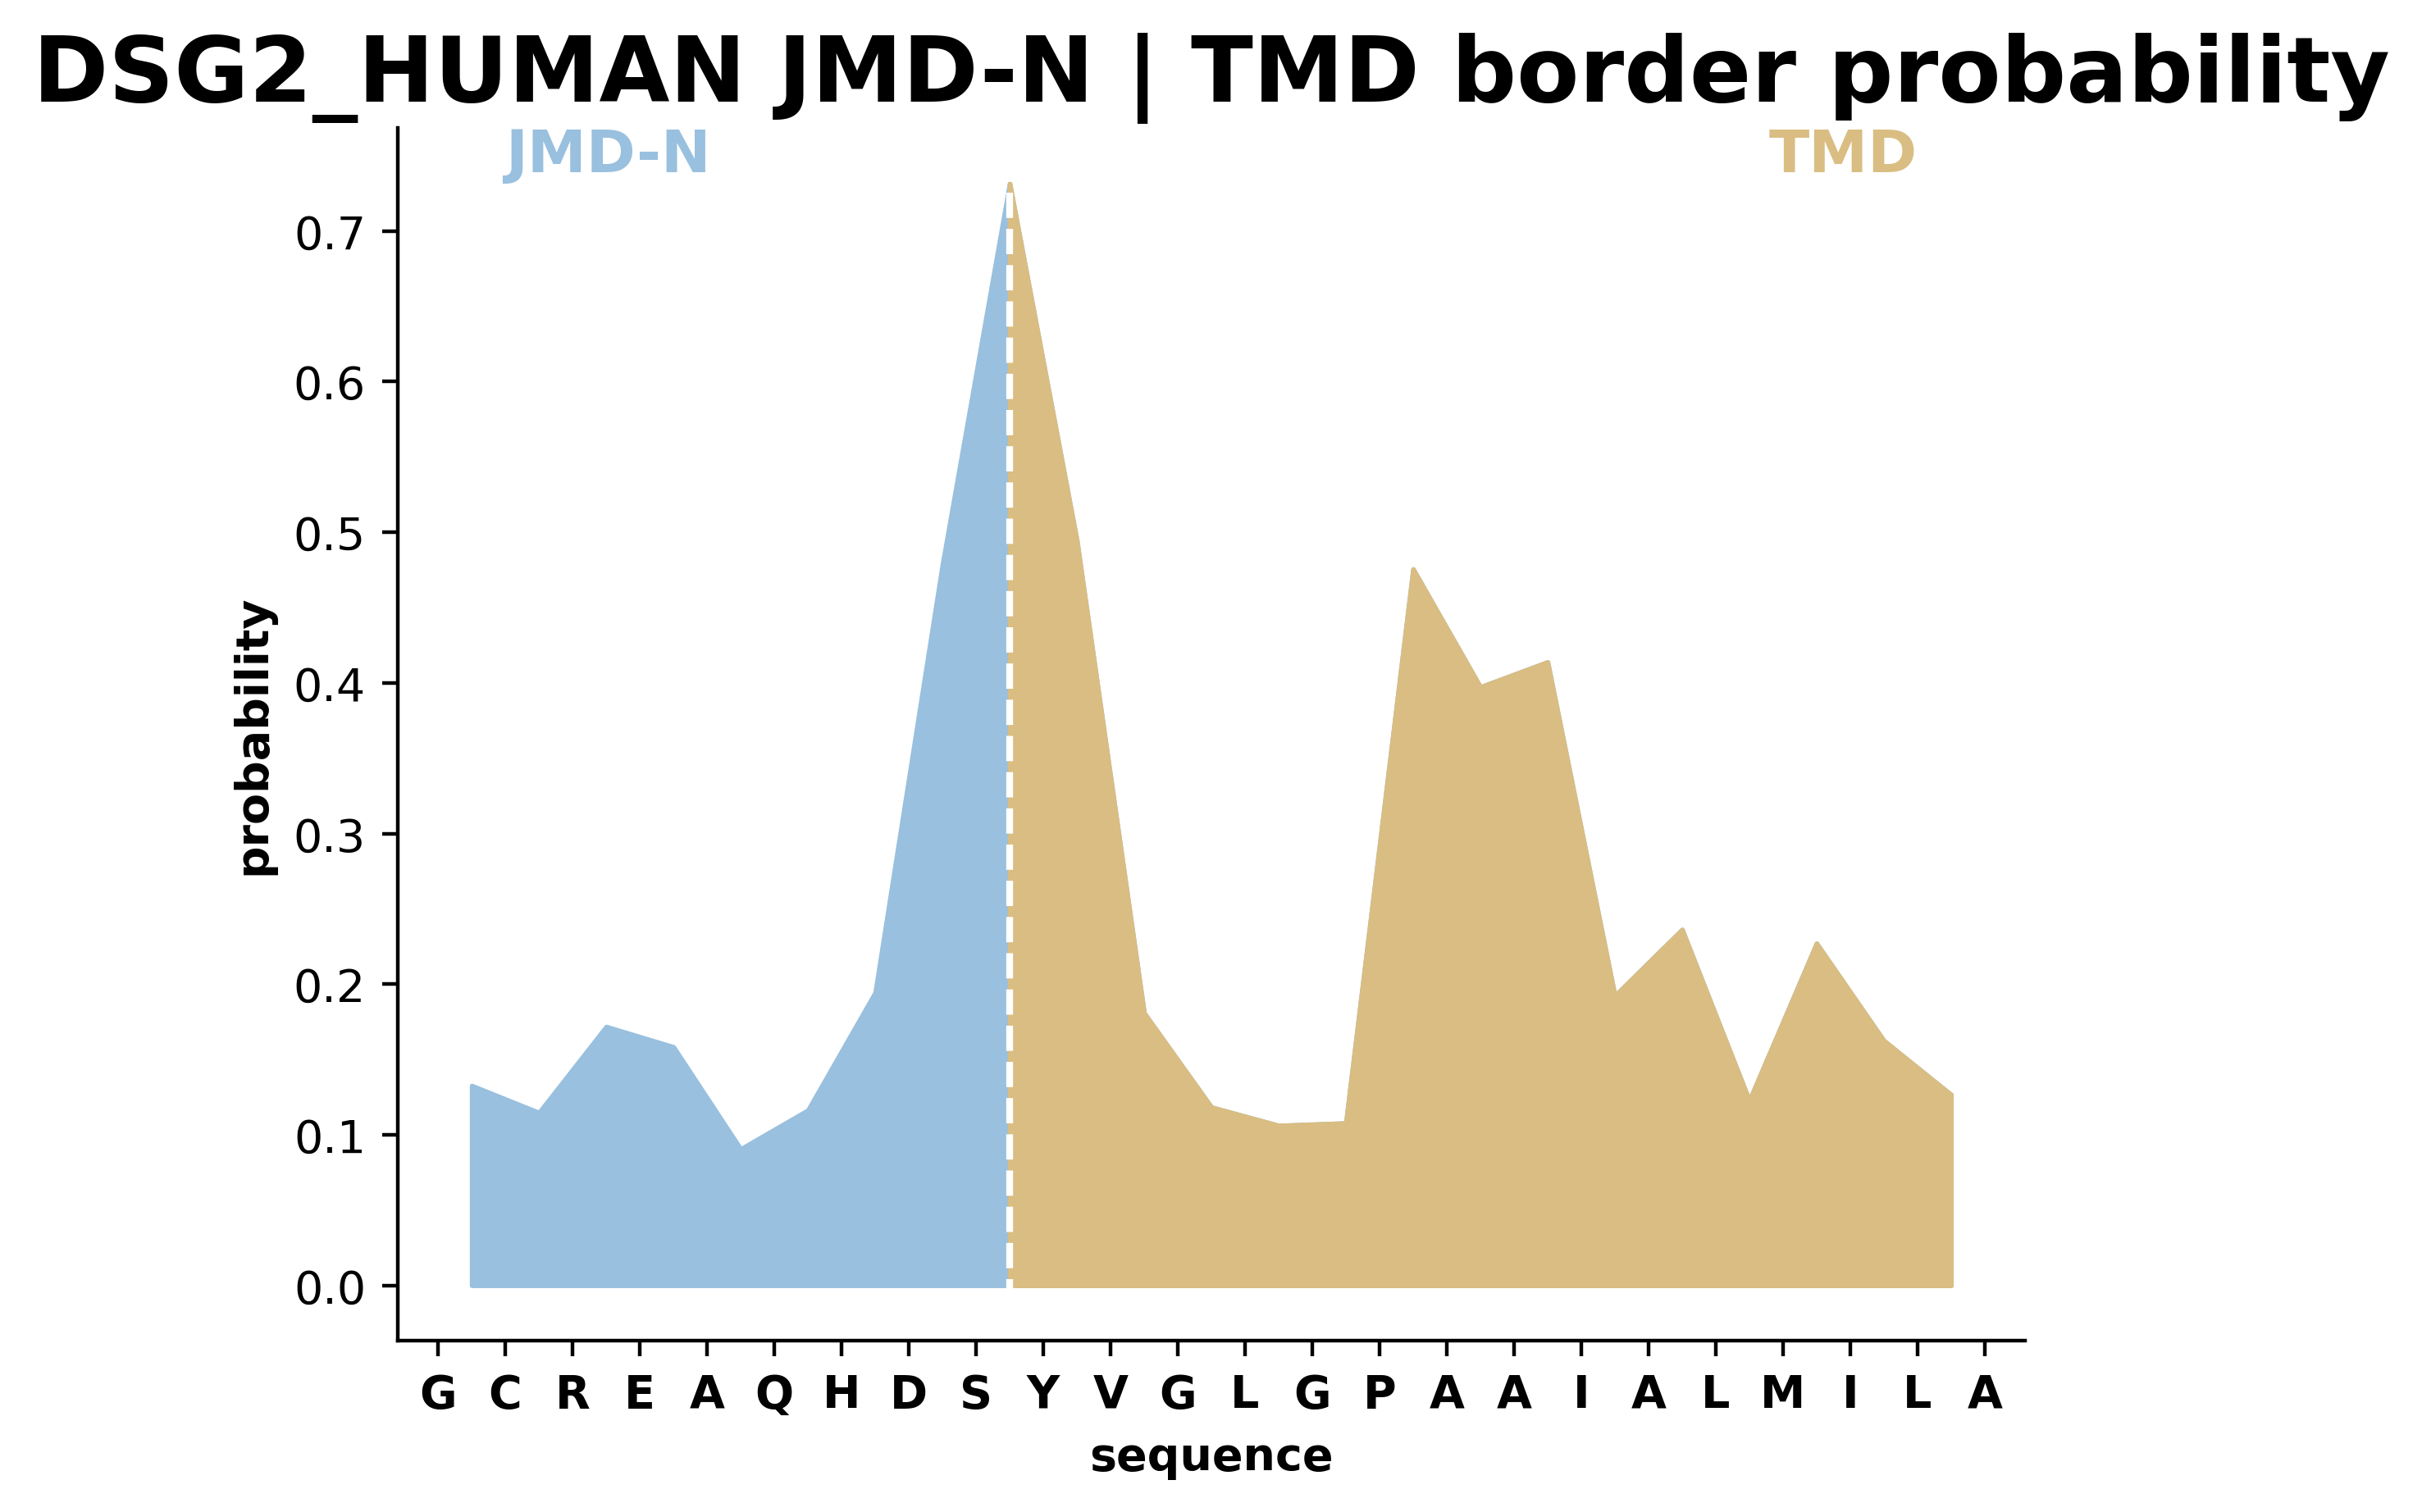 DSG2_HUMAN JMD-N | TMD border probability
JMD-N TMD
0.7
0.6
0.5
0.4
0.3
0.2
0.1
0.0
probability
G C R E A Q H D S Y V G L G P A A I A L M I L A
sequence